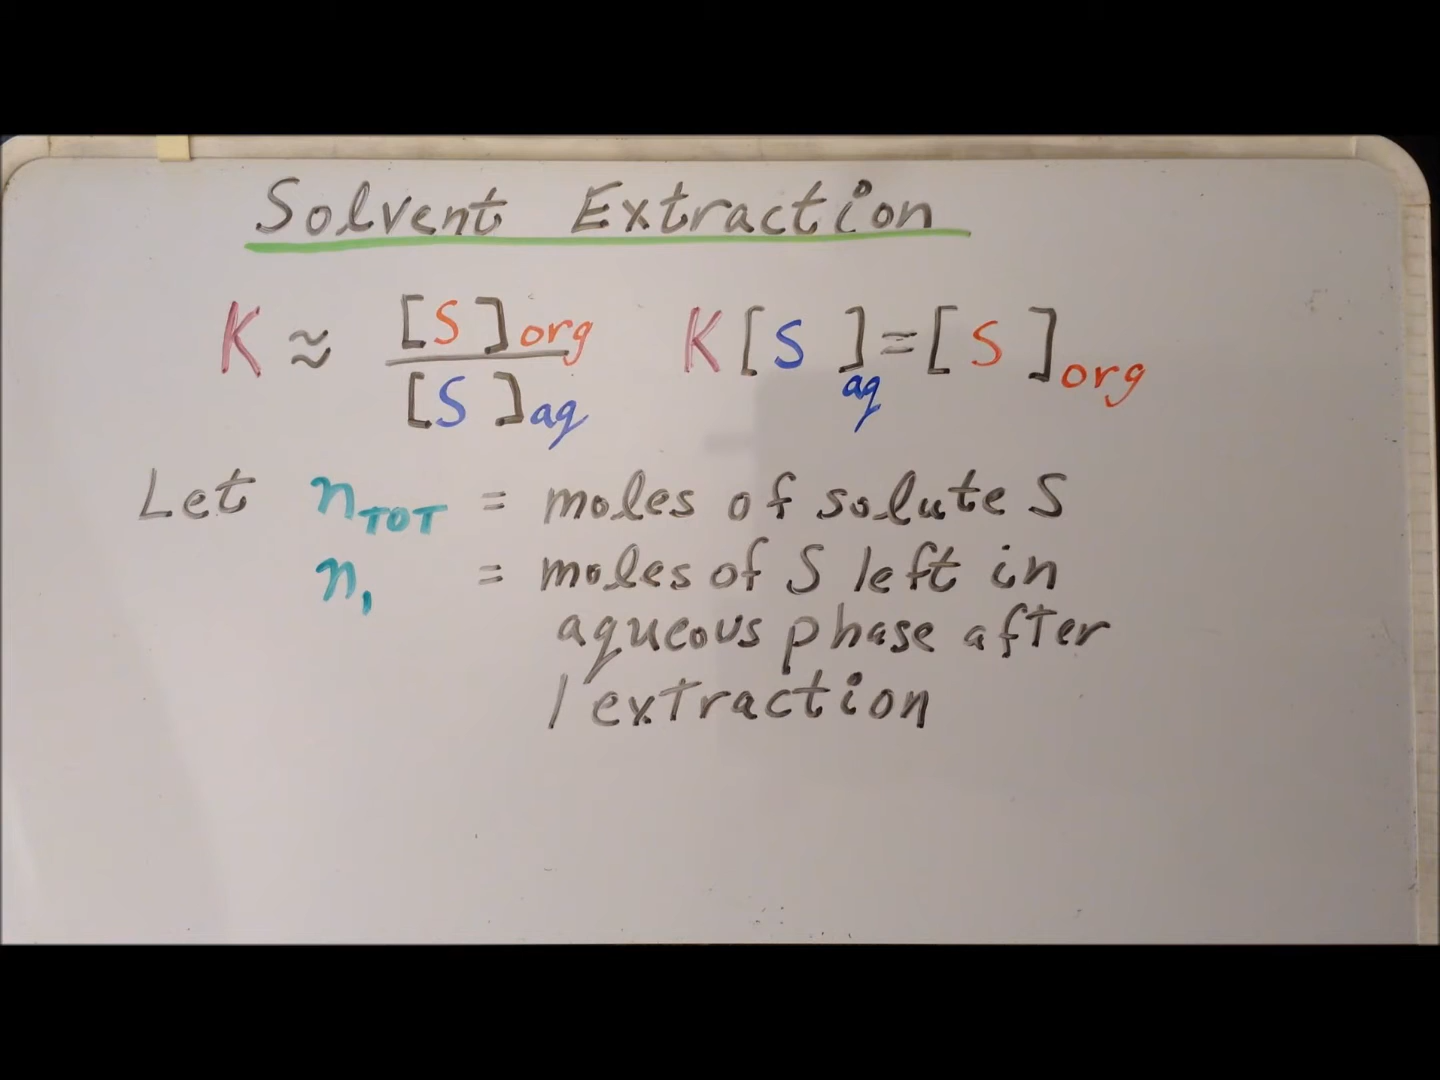 Solvent Extraction
K ≈ [S]org / [S]aq K[S]aq = [S]org
Let nTOT = moles of solute S
n1 = moles of S left in
aqueous phase after
1 extraction